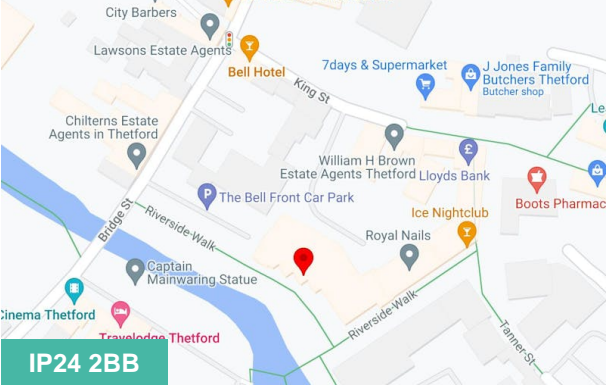 City Barbers
Lawsons Estate Agents
Bell Hotel
7days & Supermarket
J Jones Family
Butchers Thetford
Butcher shop
King St
Le
Chilterns Estate
Agents in Thetford
William H Brown
Estate Agents Thetford
Lloyds Bank
Boots Pharmac
P
The Bell Front Car Park
£
Ice Nightclub
Bridge St
Riverside-Walk
Royal Nails
Captain
Mainwaring Statue
Cinema Thetford
Riverside-Walk
Tanner-St
Travelodge Thetford
IP24 2BB